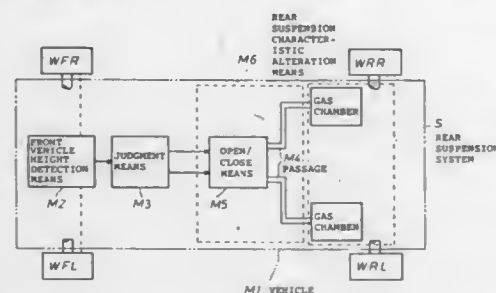 REAR
SUSPENSION
CHARACTER-
ISTIC
ALTERATION
MEANS
M6
WFR
WRR
GAS
CHAMBER
S
REAR
SUSPENSION
SYSTEM
FRONT
VEHICLE
HEIGHT
DETECTION
MEANS
JUDGMENT
MEANS
OPEN/
CLOSE
MEANS
M4
PASSAGE
M2
M3
M5
GAS
CHAMBER
WFL
WRL
M1 VEHICLE